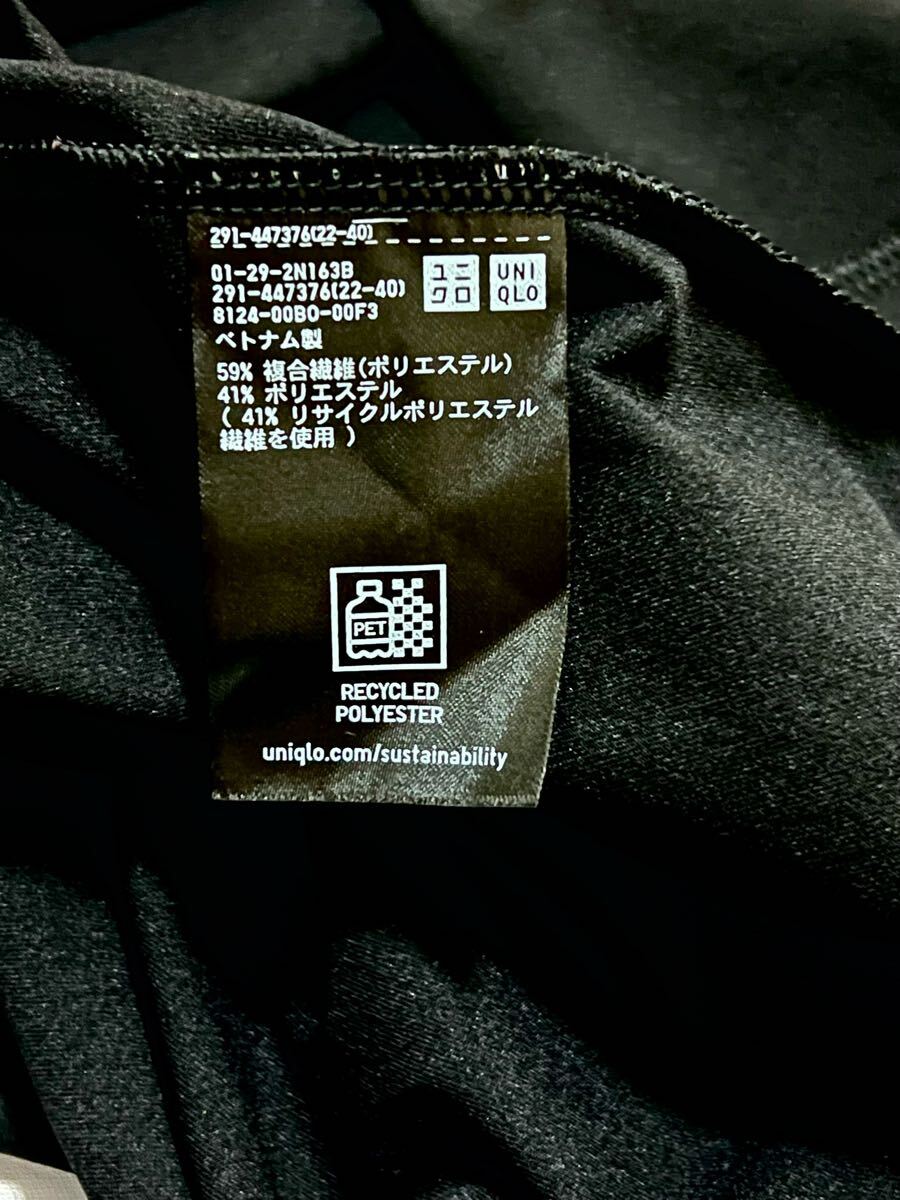 291-447376(22-40)
01-29-2N163B
291-447376(22-40)
8124-00B0-00F3
ユニ
クロ
UNI
QLO
ベトナム製
59% 複合繊維(ポリエステル)
41% ポリエステル
( 41% リサイクルポリエステル
繊維を使用 )
PET
RECYCLED
POLYESTER
uniqlo.com/sustainability